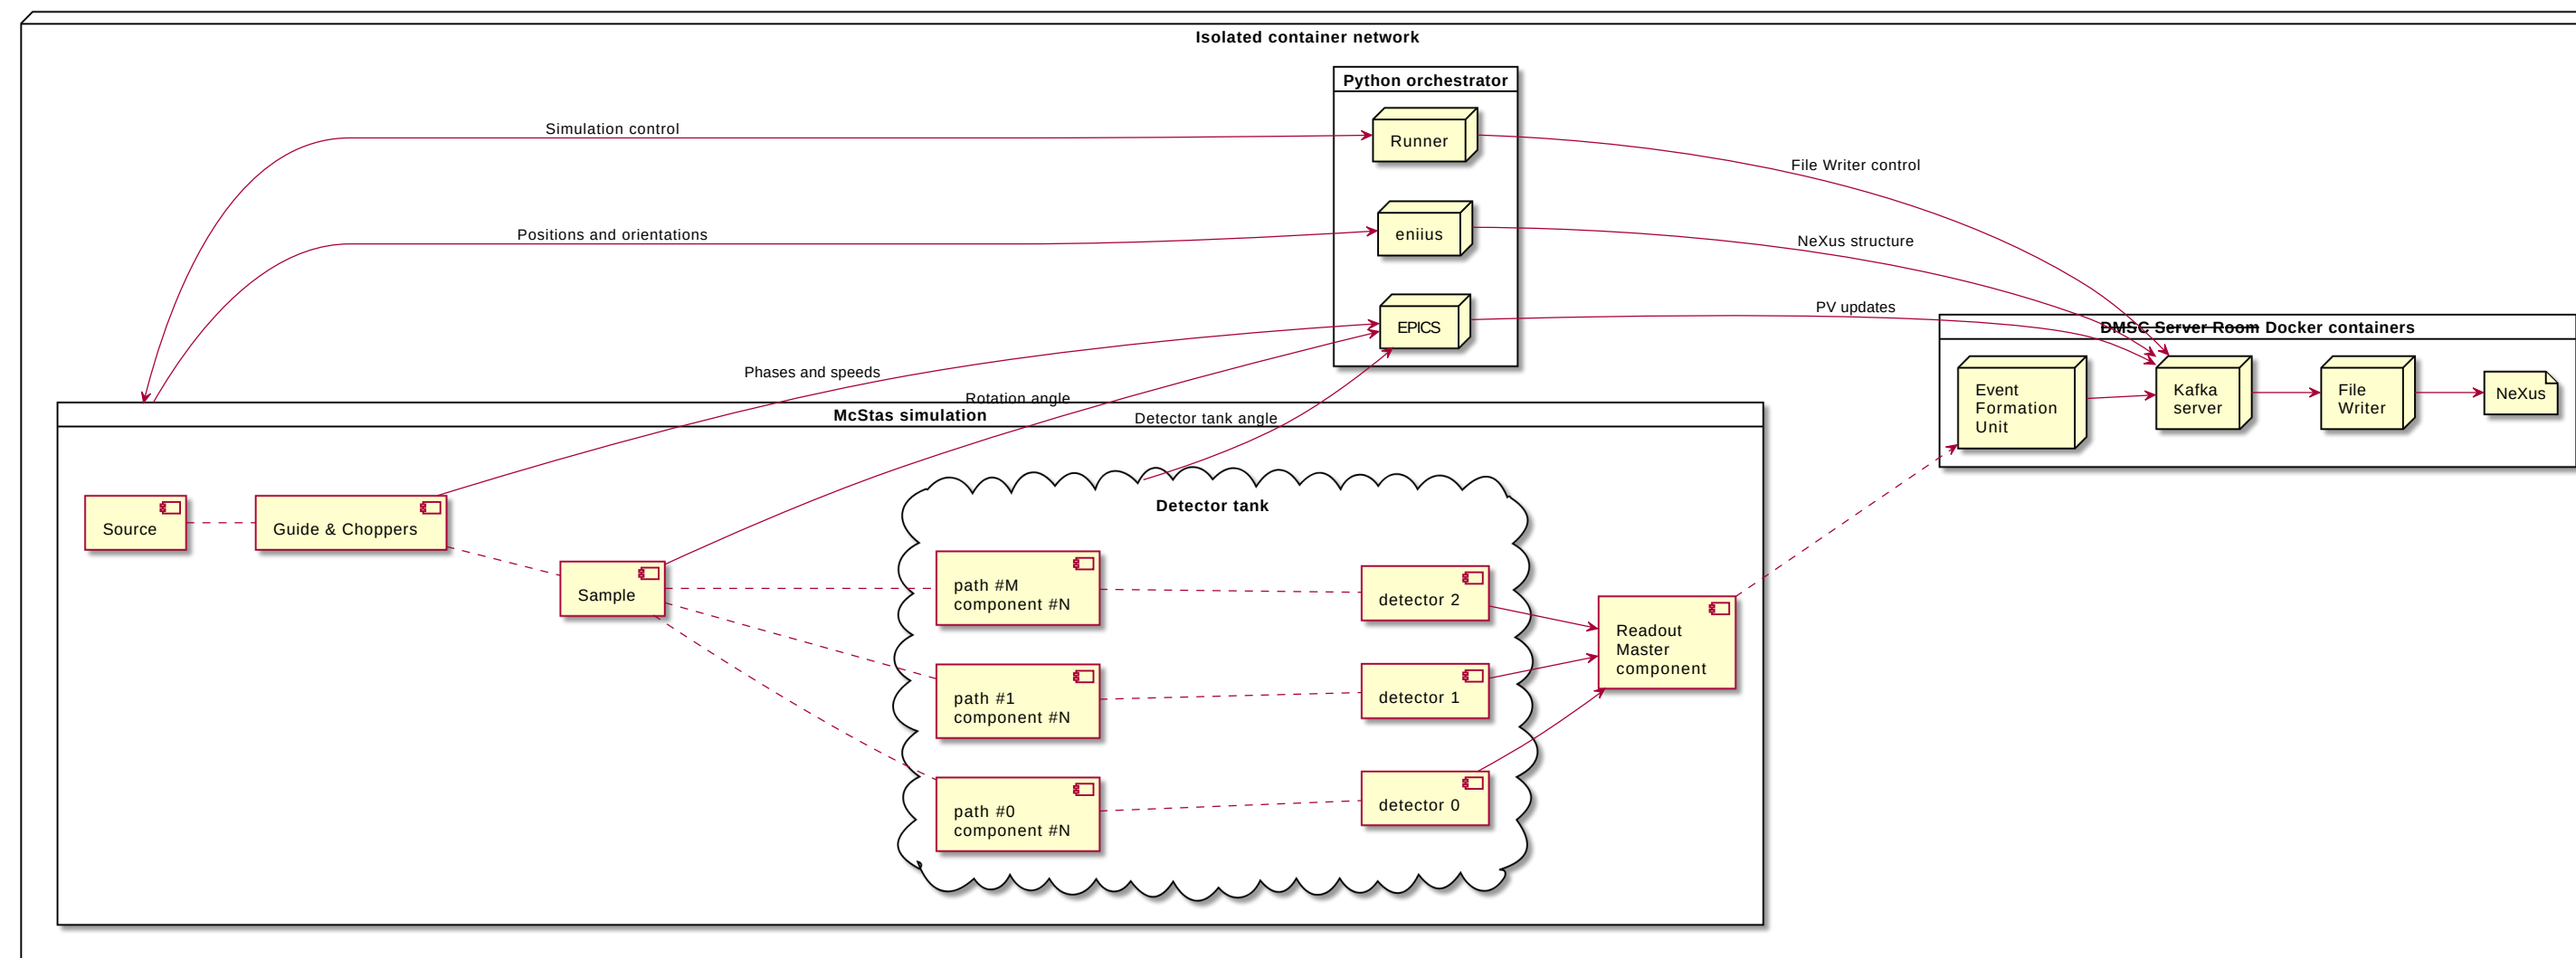 Isolated container network
Python orchestrator
Simulation control
Runner
File Writer control
Positions and orientations
eniius
NeXus structure
EPICS
PV updates
DMSC Server Room Docker containers
Phases and speeds
Rotation angle
Detector tank angle
McStas simulation
Event
Formation
Unit
Kafka
server
File
Writer
NeXus
Source
Guide & Choppers
Detector tank
Sample
path #M
component #N
detector 2
Readout
Master
component
path #1
component #N
detector 1
path #0
component #N
detector 0